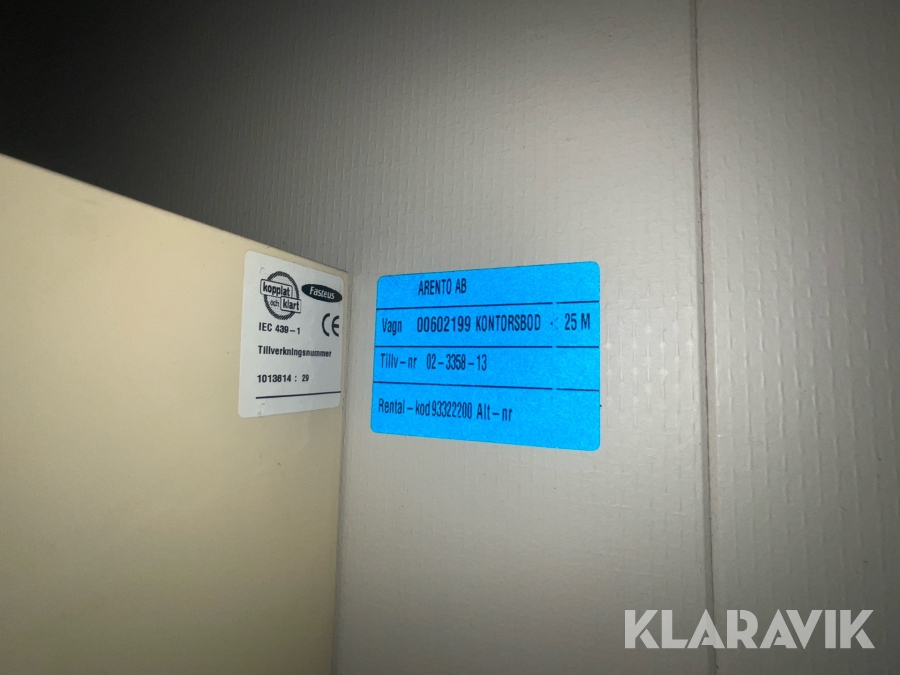 kopplat
och
klart
Fasteus
IEC 439-1
CE
Tillverkningsnummer
1013614 : 29
ARENTO AB
Vagn 00602199 KONTORSBOD < 25 M
Tillv-nr 02-3358-13
Rental-kod 93322200 Alt-nr
KLARAVIK